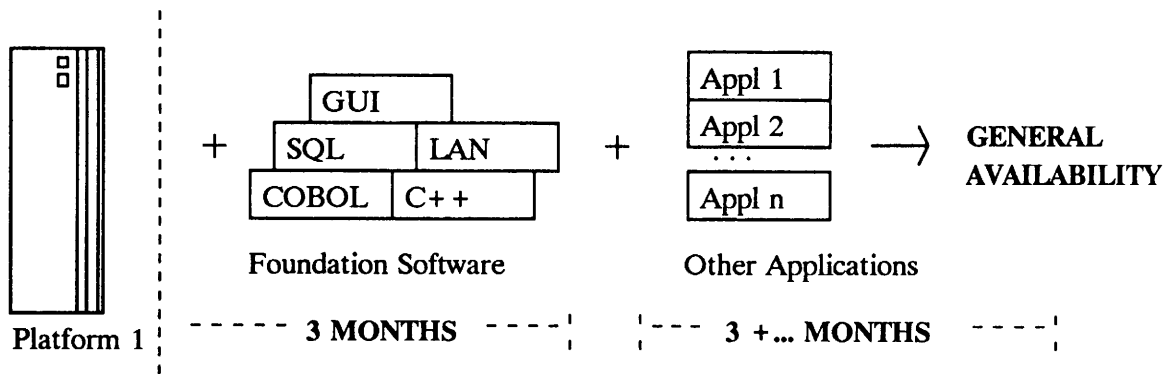 Platform 1
+
GUI
SQL LAN
COBOL C++
Foundation Software
3 MONTHS
+
Appl 1
Appl 2
...
Appl n
Other Applications
3 +... MONTHS
GENERAL
AVAILABILITY